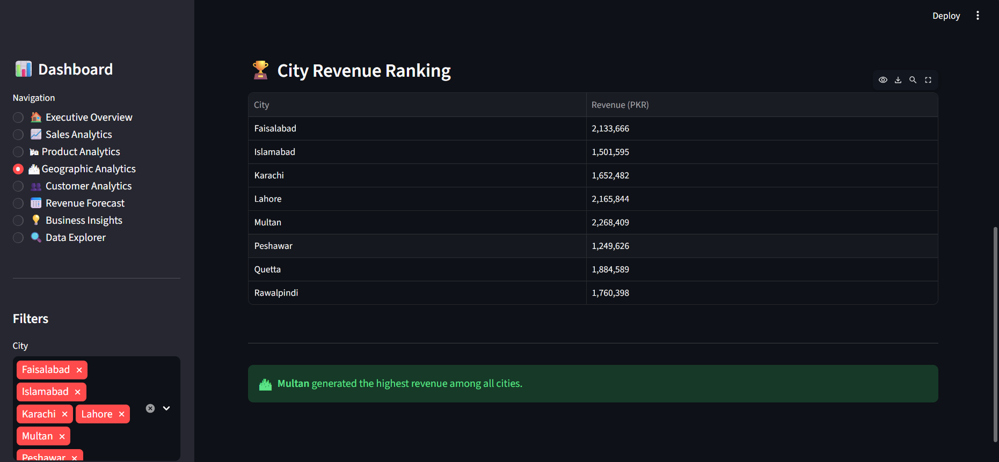 Deploy
Dashboard
Navigation
Executive Overview
Sales Analytics
Product Analytics
Geographic Analytics
Customer Analytics
Revenue Forecast
Business Insights
Data Explorer
Filters
City
Faisalabad ×
Islamabad ×
Karachi × Lahore ×
Multan ×
Peshawar ×
City Revenue Ranking
City Revenue (PKR)
Faisalabad 2,133,666
Islamabad 1,501,595
Karachi 1,652,482
Lahore 2,165,844
Multan 2,268,409
Peshawar 1,249,626
Quetta 1,884,589
Rawalpindi 1,760,398
Multan generated the highest revenue among all cities.